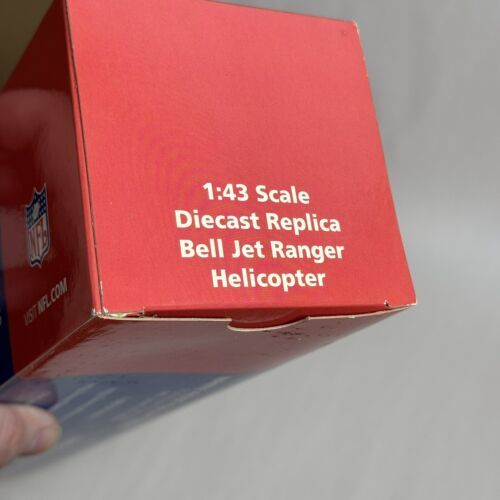 1:43 Scale
Diecast Replica
Bell Jet Ranger
Helicopter
NFL
VISIT NFL.COM